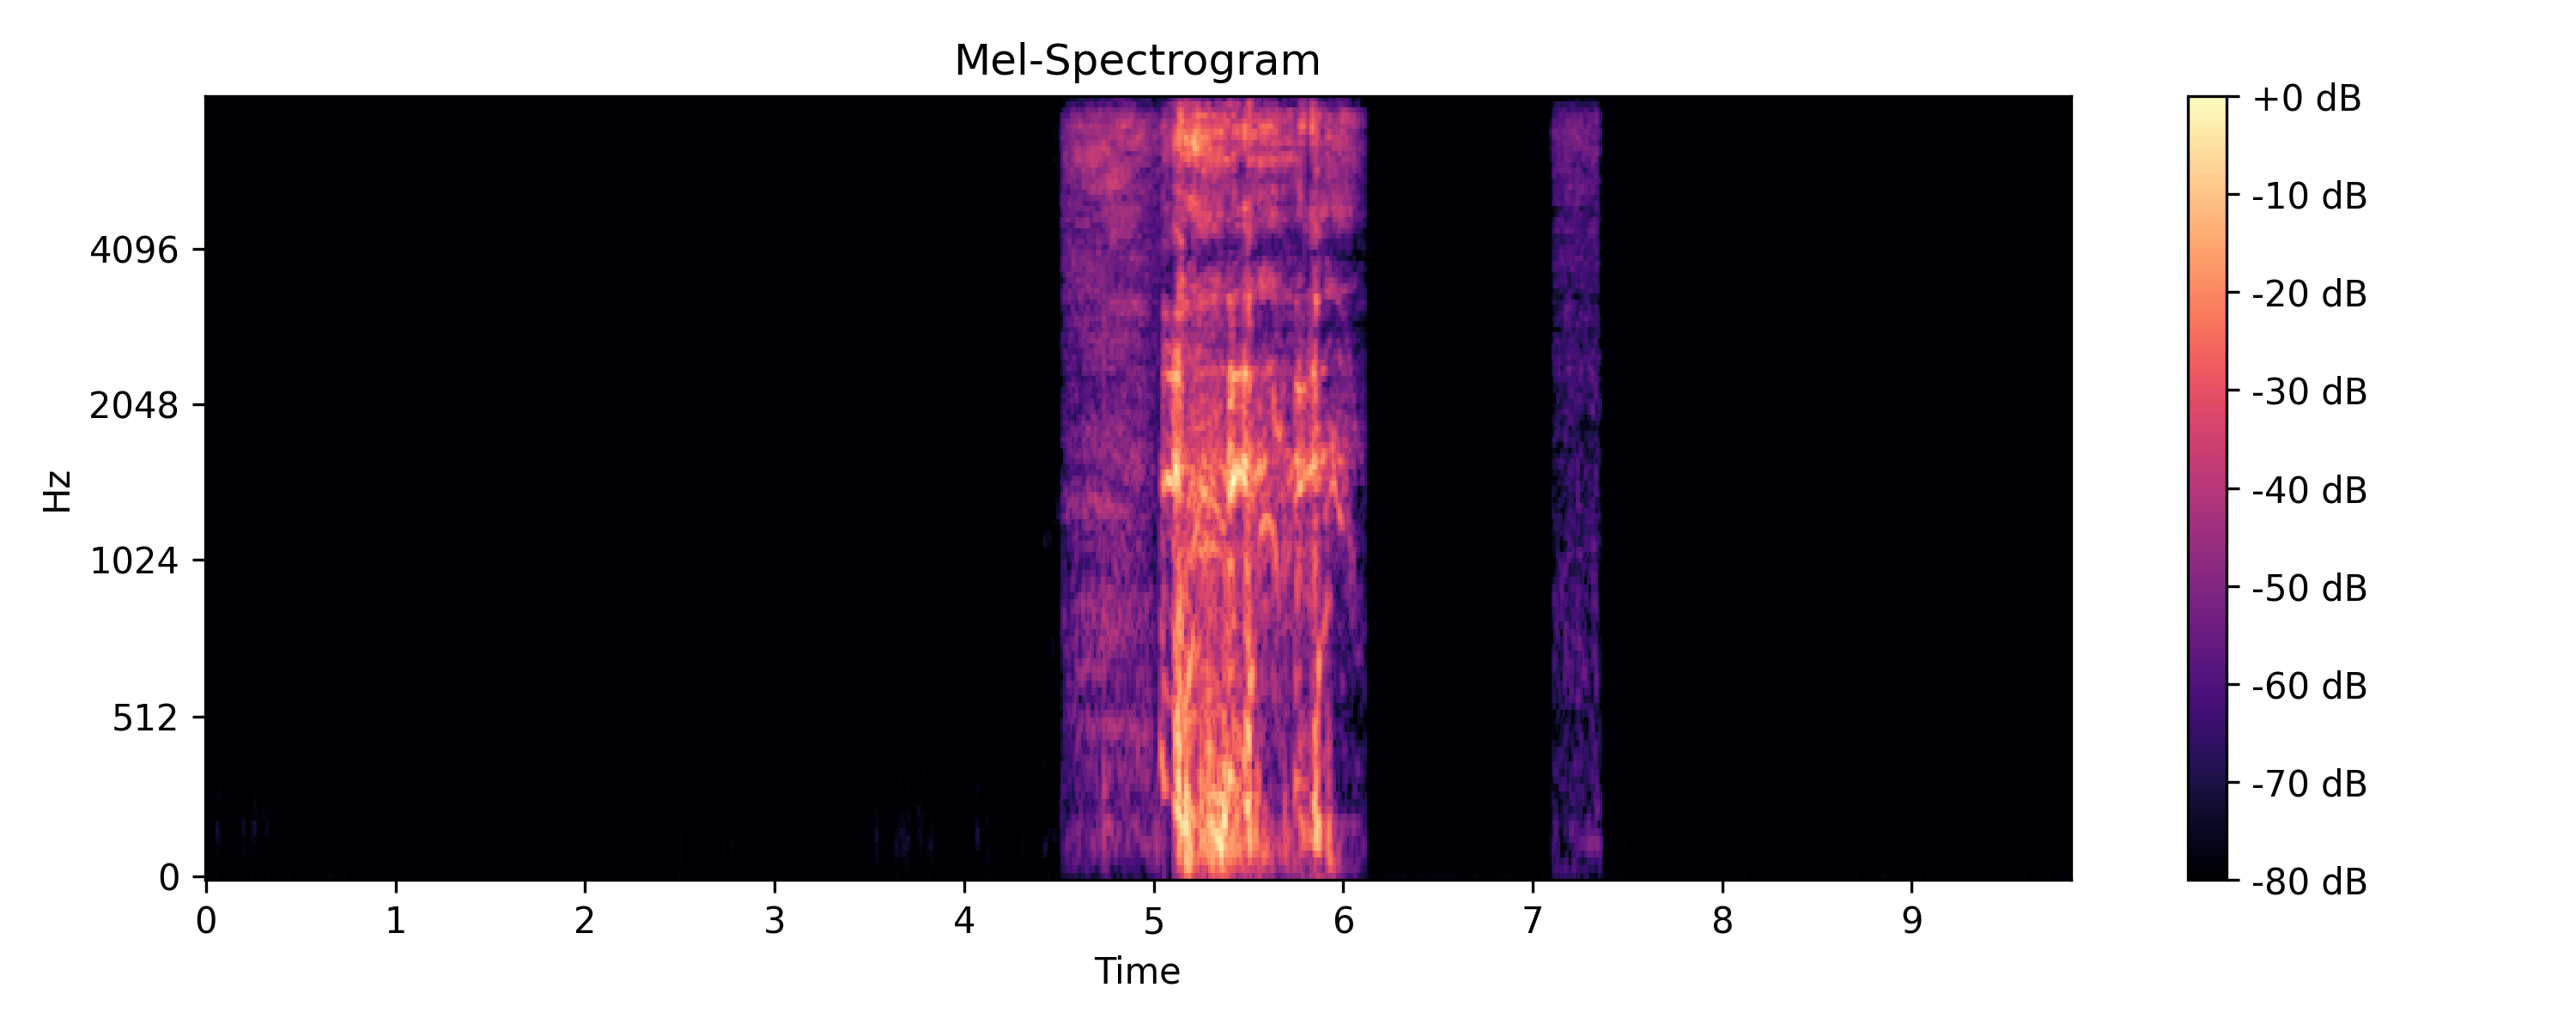 Mel-Spectrogram
+0 dB
-10 dB
-20 dB
-30 dB
-40 dB
-50 dB
-60 dB
-70 dB
-80 dB
Hz
4096
2048
1024
512
0
0 1 2 3 4 5 6 7 8 9
Time